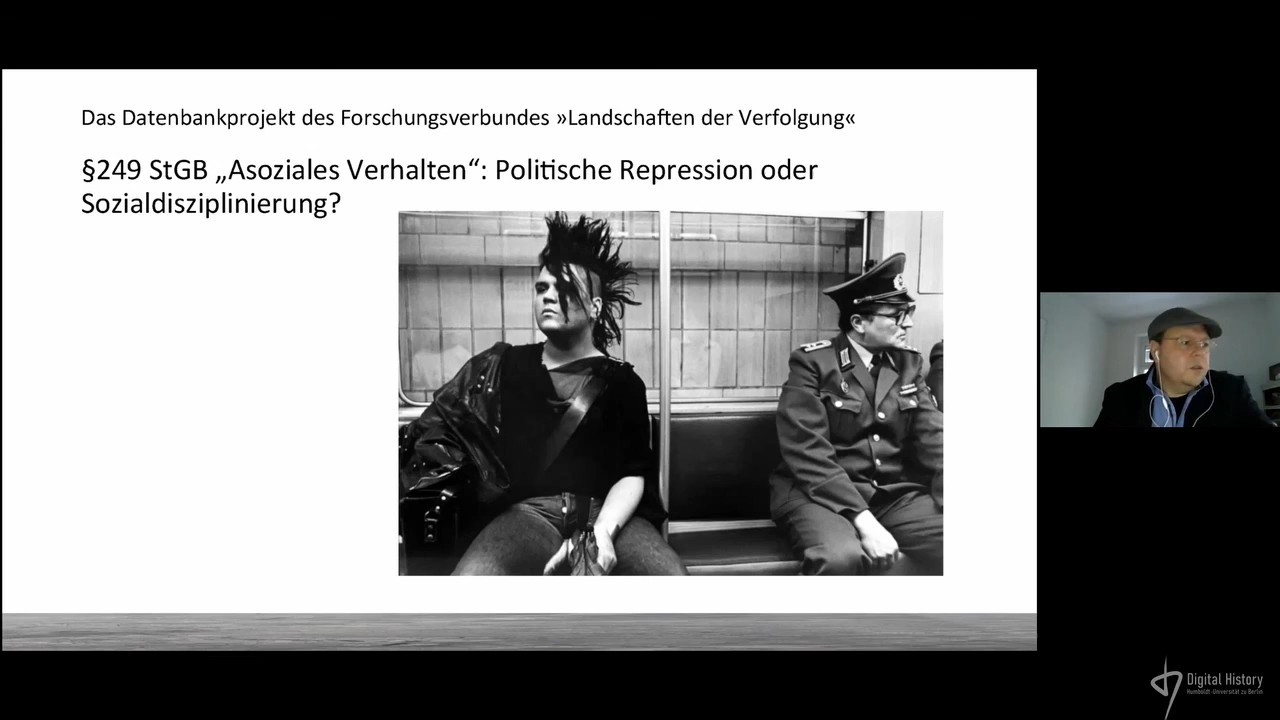 Das Datenbankprojekt des Forschungsverbundes »Landschaften der Verfolgung«
§249 StGB „Asoziales Verhalten“: Politische Repression oder
Sozialdisziplinierung?
Digital History
Humboldt-Universität zu Berlin